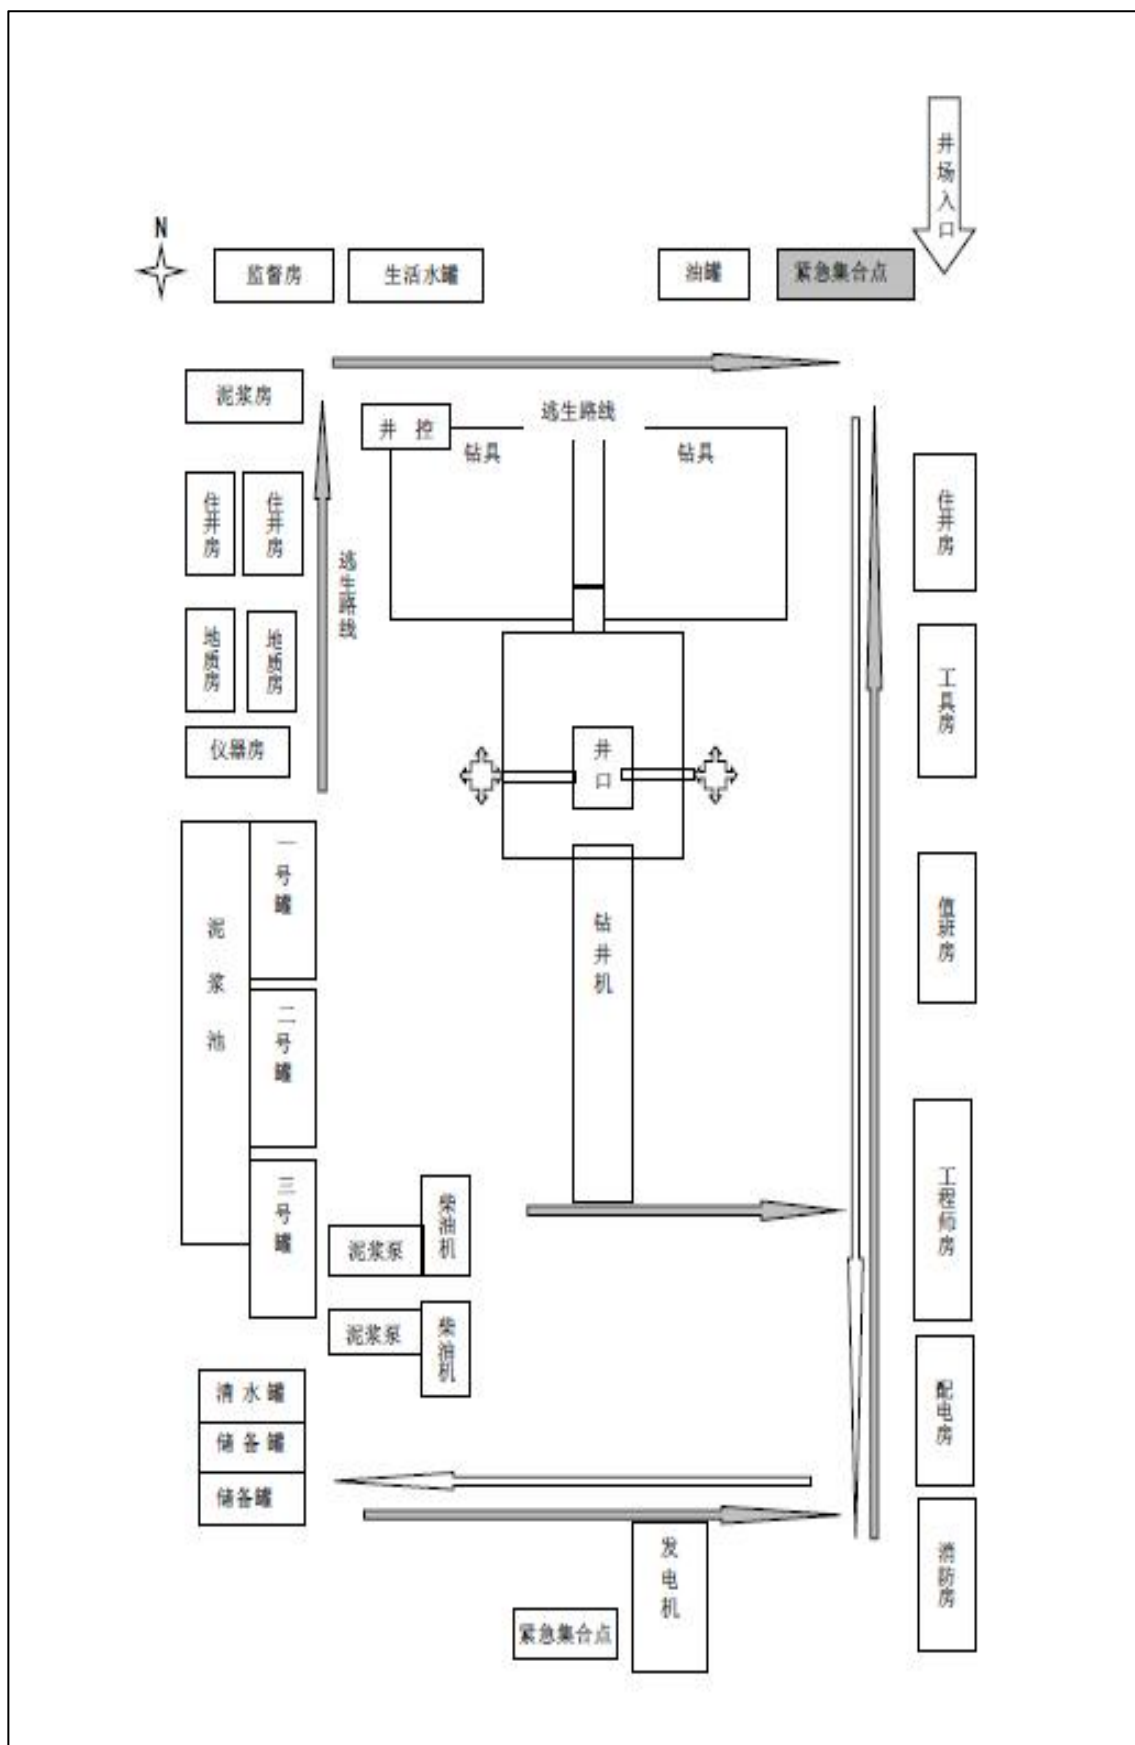 井场入口
N
监督房
生活水罐
油罐
紧急集合点
泥浆房
井 控
逃生路线
钻具
钻具
住井房
住井房
住井房
逃生路线
地质房
地质房
工具房
仪器房
井口
一号罐
值班房
泥浆池
钻井机
二号罐
三号罐
柴油机
工程师房
泥浆泵
泥浆泵
柴油机
清水罐
配电房
储备罐
储备罐
发电机
消防房
紧急集合点